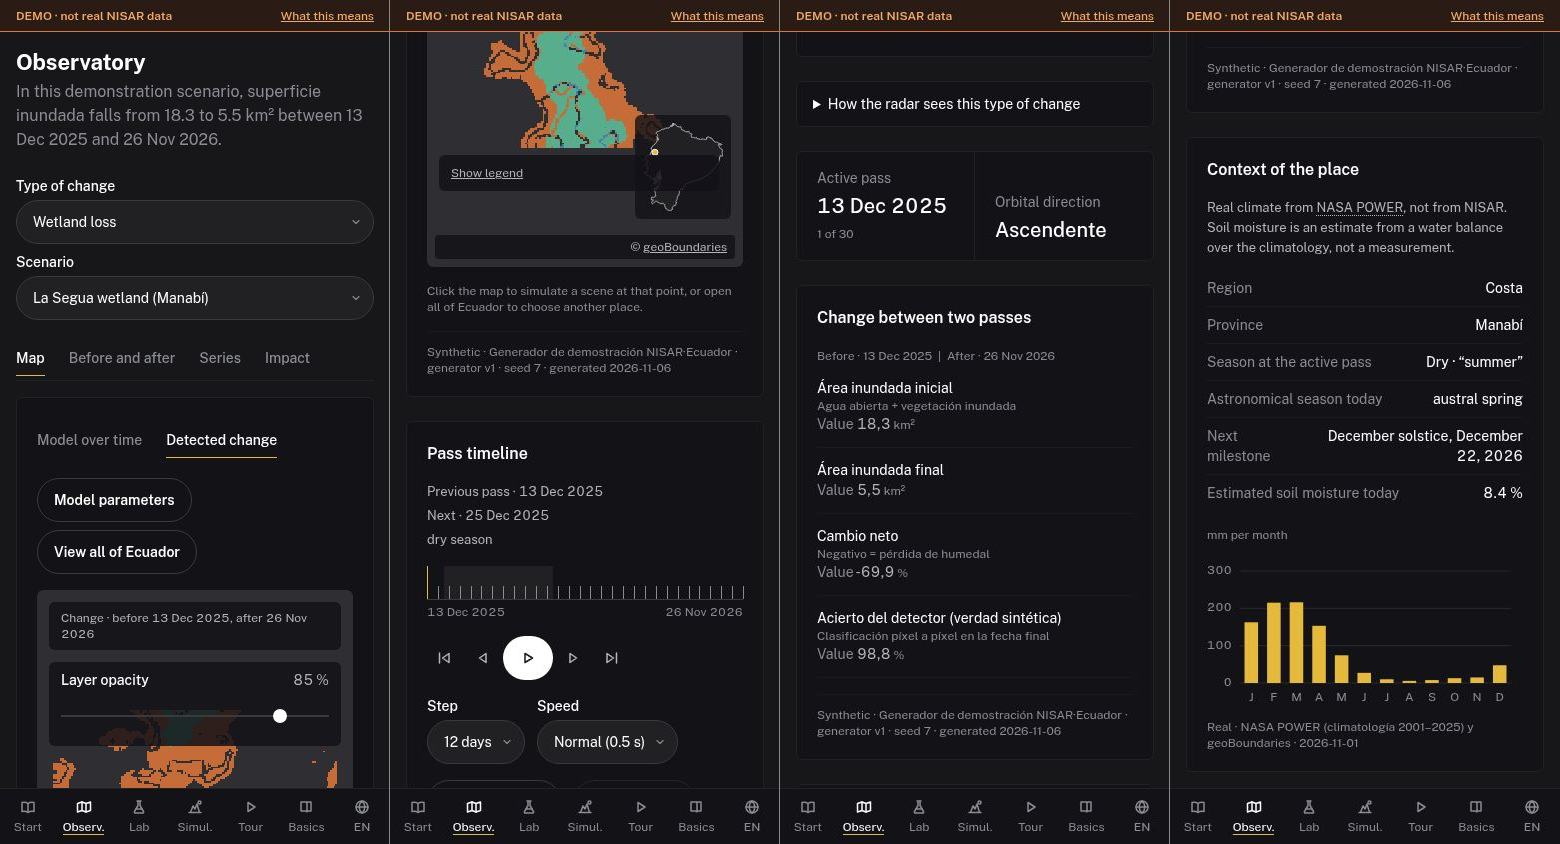 DEMO · not real NISAR data
What this means
Observatory
In this demonstration scenario, superficie
inundada falls from 18.3 to 5.5 km² between 13
Dec 2025 and 26 Nov 2026.
Type of change
Wetland loss
Scenario
La Segua wetland (Manabí)
Map
Before and after
Series
Impact
Model over time
Detected change
Model parameters
View all of Ecuador
Change · before 13 Dec 2025, after 26 Nov
2026
Layer opacity
85 %
Start
Observ.
Lab
Simul.
Tour
Basics
EN
DEMO · not real NISAR data
What this means
Show legend
© geoBoundaries
Click the map to simulate a scene at that point, or open
all of Ecuador to choose another place.
Synthetic · Generador de demostración NISAR·Ecuador ·
generator v1 · seed 7 · generated 2026-11-06
Pass timeline
Previous pass · 13 Dec 2025
Next · 25 Dec 2025
dry season
13 Dec 2025
26 Nov 2026
Step
Speed
12 days
Normal (0.5 s)
Start
Observ.
Lab
Simul.
Tour
Basics
EN
DEMO · not real NISAR data
What this means
How the radar sees this type of change
Active pass
13 Dec 2025
1 of 30
Orbital direction
Ascendente
Change between two passes
Before · 13 Dec 2025 | After · 26 Nov 2026
Área inundada inicial
Agua abierta + vegetación inundada
Value 18,3 km²
Área inundada final
Value 5,5 km²
Cambio neto
Negativo = pérdida de humedal
Value -69,9 %
Acierto del detector (verdad sintética)
Clasificación píxel a píxel en la fecha final
Value 98,8 %
Synthetic · Generador de demostración NISAR·Ecuador ·
generator v1 · seed 7 · generated 2026-11-06
Start
Observ.
Lab
Simul.
Tour
Basics
EN
DEMO · not real NISAR data
What this means
Synthetic · Generador de demostración NISAR·Ecuador ·
generator v1 · seed 7 · generated 2026-11-06
Context of the place
Real climate from NASA POWER, not from NISAR.
Soil moisture is an estimate from a water balance
over the climatology, not a measurement.
Region
Costa
Province
Manabí
Season at the active pass
Dry · “summer”
Astronomical season today
austral spring
Next
milestone
December solstice, December
22, 2026
Estimated soil moisture today
8.4 %
mm per month
300
200
100
0
J F M A M J J A S O N D
Real · NASA POWER (climatología 2001–2025) y
geoBoundaries · 2026-11-01
Start
Observ.
Lab
Simul.
Tour
Basics
EN